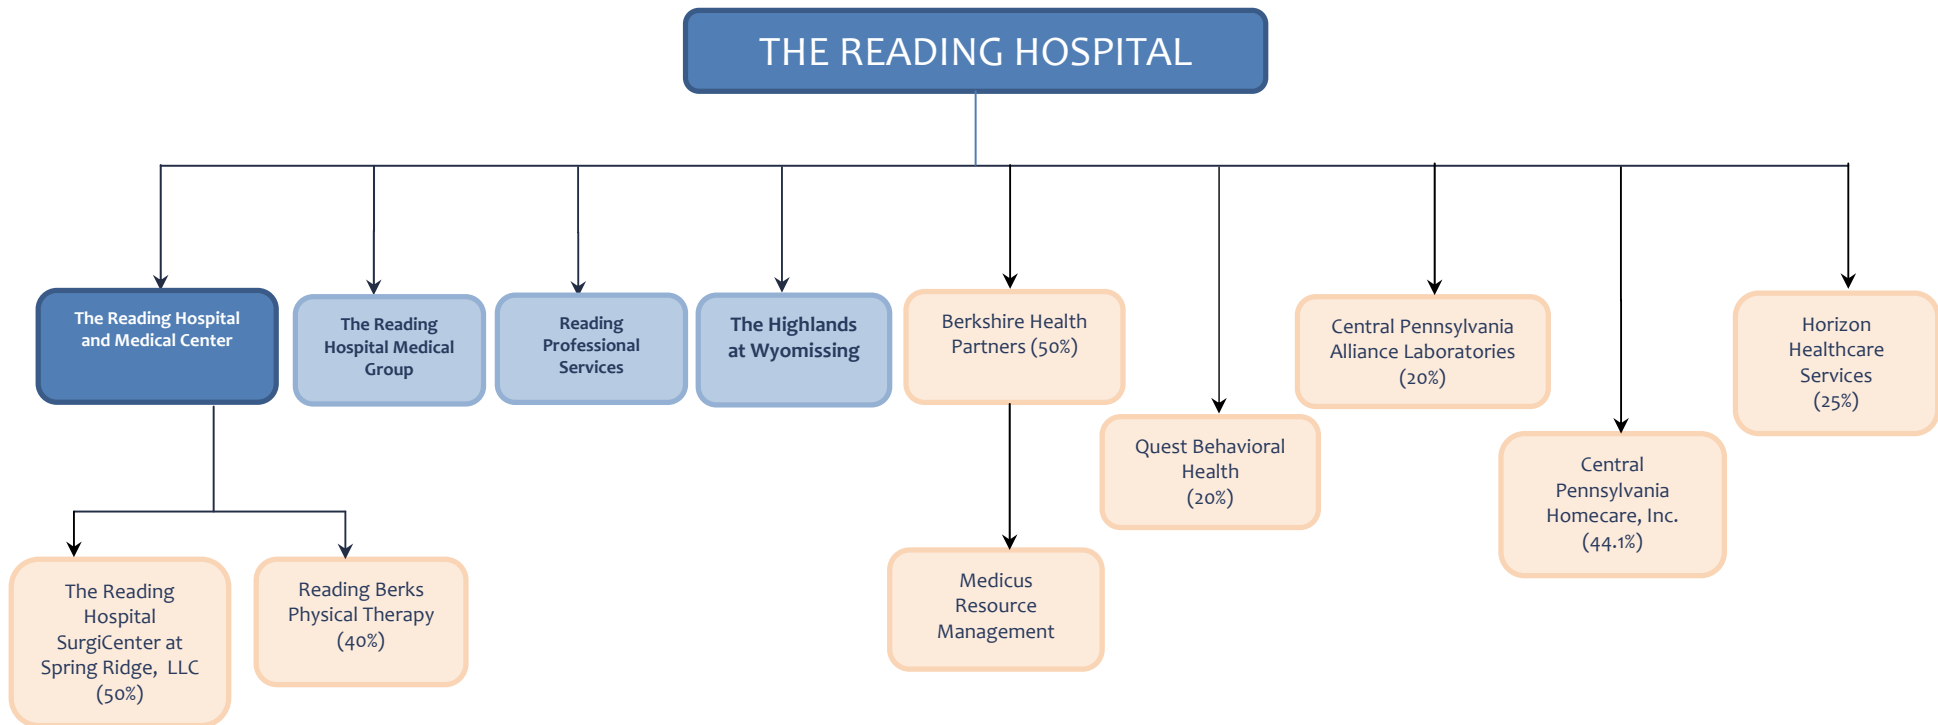 THE READING HOSPITAL
The Reading Hospital
and Medical Center
The Reading
Hospital Medical
Group
Reading
Professional
Services
The Highlands
at Wyomissing
Berkshire Health
Partners (50%)
Quest Behavioral
Health
(20%)
Central Pennsylvania
Alliance Laboratories
(20%)
Central
Pennsylvania
Homecare, Inc.
(44.1%)
Horizon
Healthcare
Services
(25%)
The Reading
Hospital
SurgiCenter at
Spring Ridge, LLC
(50%)
Reading Berks
Physical Therapy
(40%)
Medicus
Resource
Management